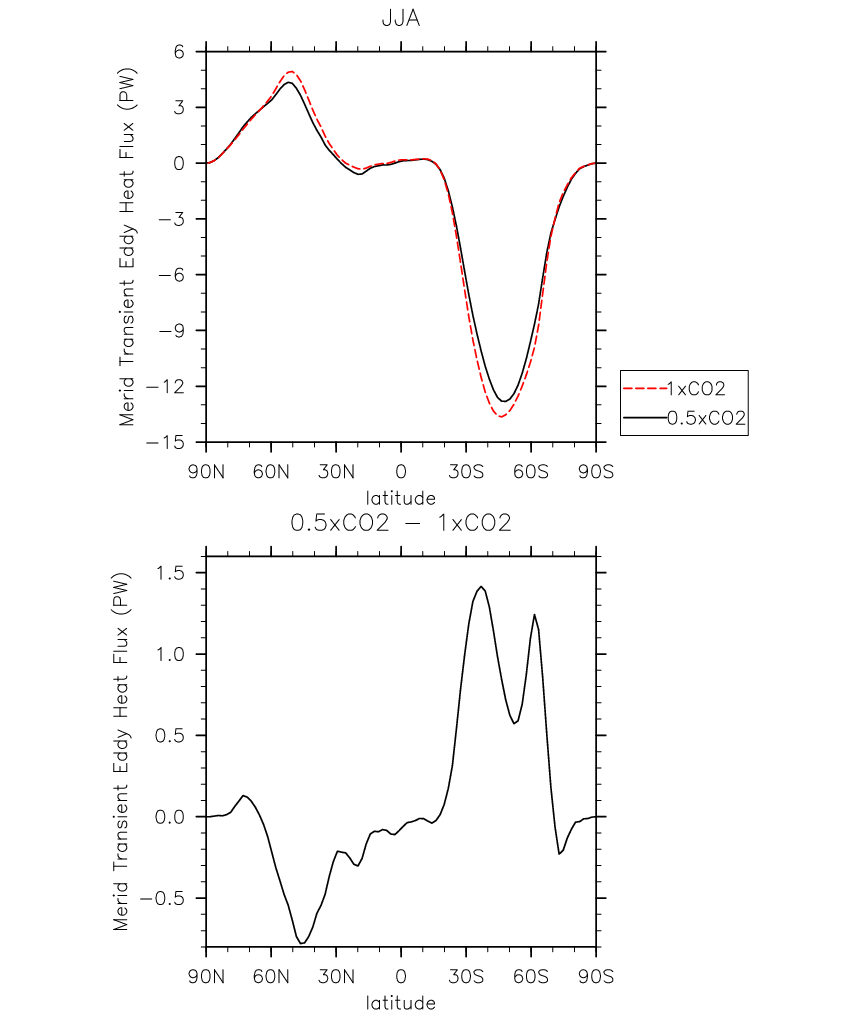 JJA
Merid Transient Eddy Heat Flux (PW)
6
3
0
−3
−6
−9
−12
−15
90N 60N 30N 0 30S 60S 90S
latitude
1xCO2
0.5xCO2
0.5xCO2 − 1xCO2
Merid Transient Eddy Heat Flux (PW)
1.5
1.0
0.5
0.0
−0.5
90N 60N 30N 0 30S 60S 90S
latitude